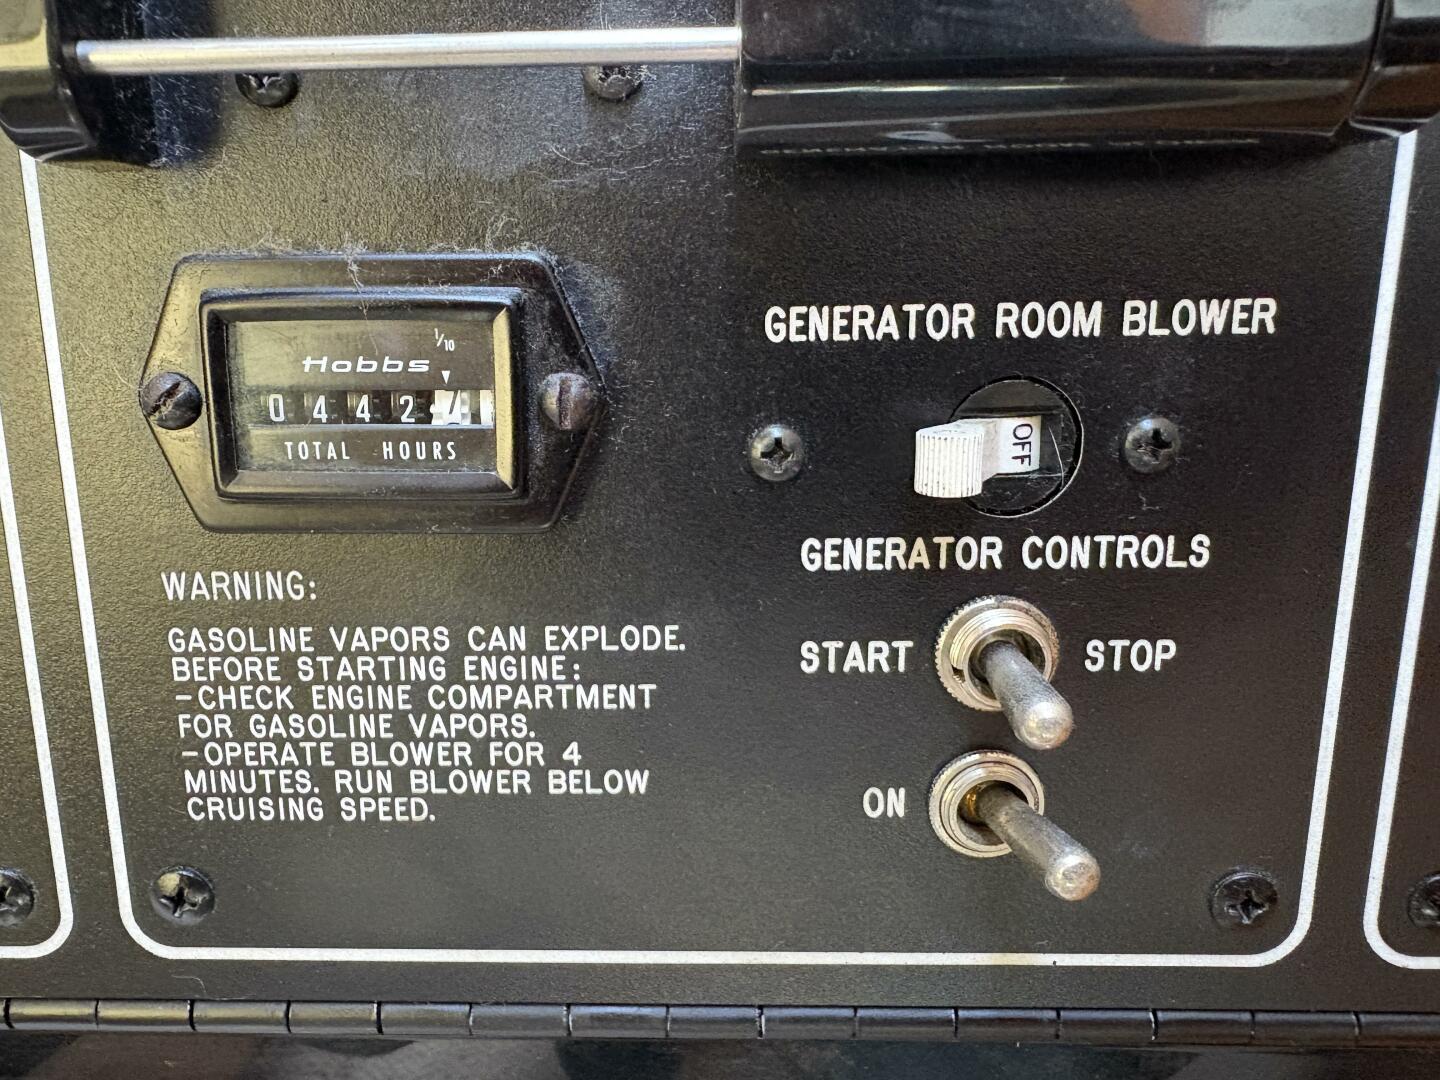 GENERATOR ROOM BLOWER
1/10
Hobbs
0 4 4 2
TOTAL HOURS
OFF
GENERATOR CONTROLS
START STOP
ON
WARNING:
GASOLINE VAPORS CAN EXPLODE.
BEFORE STARTING ENGINE:
-CHECK ENGINE COMPARTMENT
FOR GASOLINE VAPORS.
-OPERATE BLOWER FOR 4
MINUTES. RUN BLOWER BELOW
CRUISING SPEED.